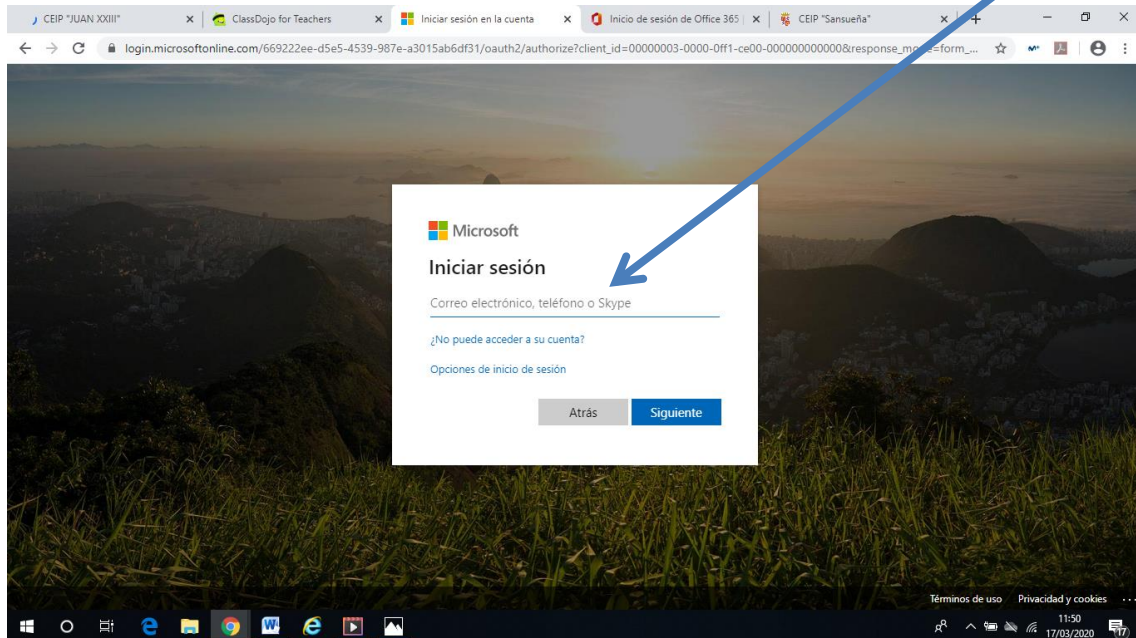 CEIP "JUAN XXIII" ClassDojo for Teachers Iniciar sesión en la cuenta Inicio de sesión de Office 365 | CEIP "Sansueña"
login.microsoftonline.com/669222ee-d5e5-4539-987e-a3015ab6df31/oauth2/authorize?client_id=00000003-0000-0ff1-ce00-000000000000&response_mode=form_...
Microsoft
Iniciar sesión
Correo electrónico, teléfono o Skype
¿No puede acceder a su cuenta?
Opciones de inicio de sesión
Atrás Siguiente
Términos de uso Privacidad y cookies ...
11:50
17/03/2020 17